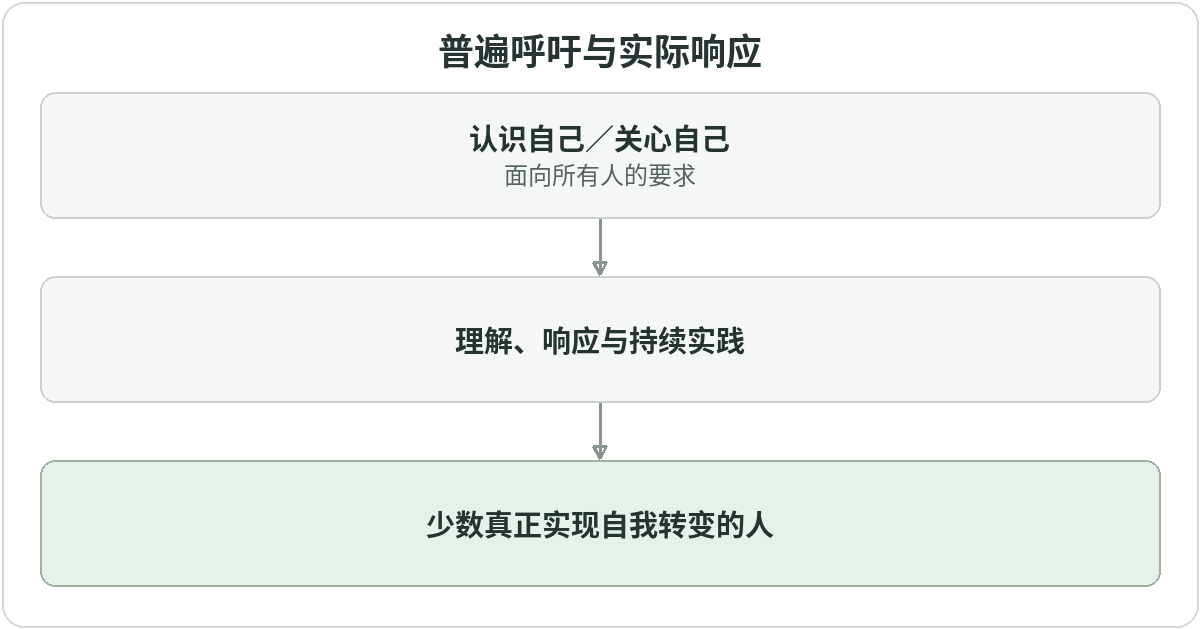 普遍呼吁与实际响应
认识自己／关心自己
面向所有人的要求
理解、响应与持续实践
少数真正实现自我转变的人